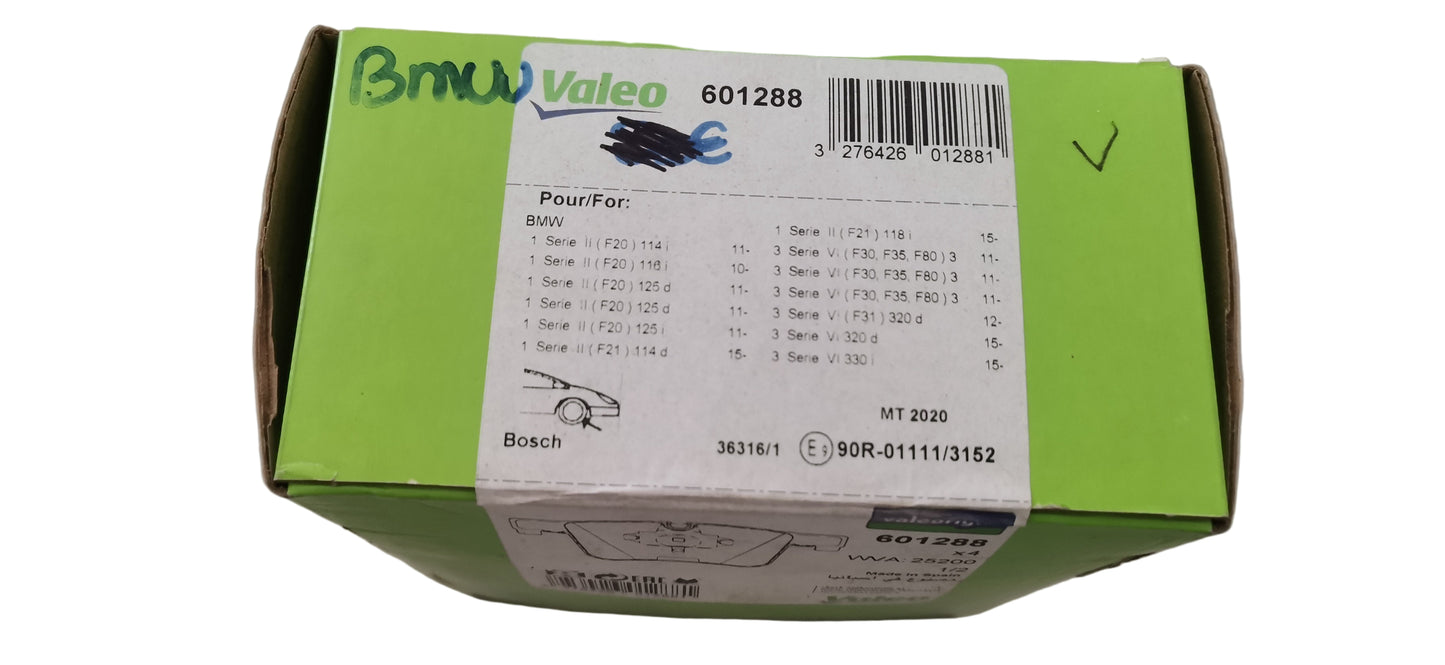 BMW
Valeo 601288
€
3 276426 012881
Pour/For:
BMW
1 Serie II ( F20 ) 114 i 11-
1 Serie II ( F20 ) 116 i 10-
1 Serie II ( F20 ) 125 d 11-
1 Serie II ( F20 ) 125 d 11-
1 Serie II ( F20 ) 125 i 11-
1 Serie II ( F21 ) 114 d 15-
1 Serie II ( F21 ) 118 i 15-
3 Serie VI ( F30, F35, F80 ) 3 11-
3 Serie VI ( F30, F35, F80 ) 3 11-
3 Serie VI ( F30, F35, F80 ) 3 11-
3 Serie VI ( F31 ) 320 d 12-
3 Serie VI 320 d 15-
3 Serie VI 330 i 15-
MT 2020
Bosch
36316/1 E9 90R-01111/3152
601288
x4
WVA: 25200
1/2
Made in Spain
Valeo